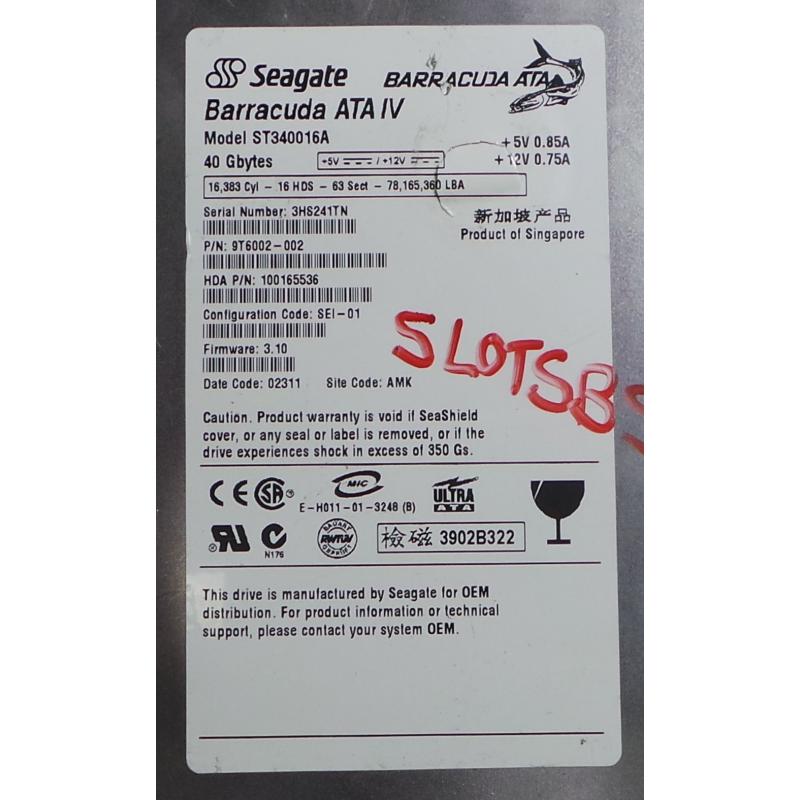 Seagate BARRACUDA ATA
Barracuda ATA IV
Model ST340016A
+5V 0.85A
40 Gbytes +5V / +12V +12V 0.75A
16,383 Cyl - 16 HDS - 63 Sect - 78,165,360 LBA
Serial Number: 3HS241TN
新加坡产品
P/N: 9T6002-002
Product of Singapore
HDA P/N: 100165536
Configuration Code: SEI-01
SLOTSBS
Firmware: 3.10
Date Code: 02311 Site Code: AMK
Caution. Product warranty is void if SeaShield
cover, or any seal or label is removed, or if the
drive experiences shock in excess of 350 Gs.
CE SA MIC ULTRA ATA
E-H011-01-3248 (B)
N176
RWTUV
檢磁 3902B322
This drive is manufactured by Seagate for OEM
distribution. For product information or technical
support, please contact your system OEM.